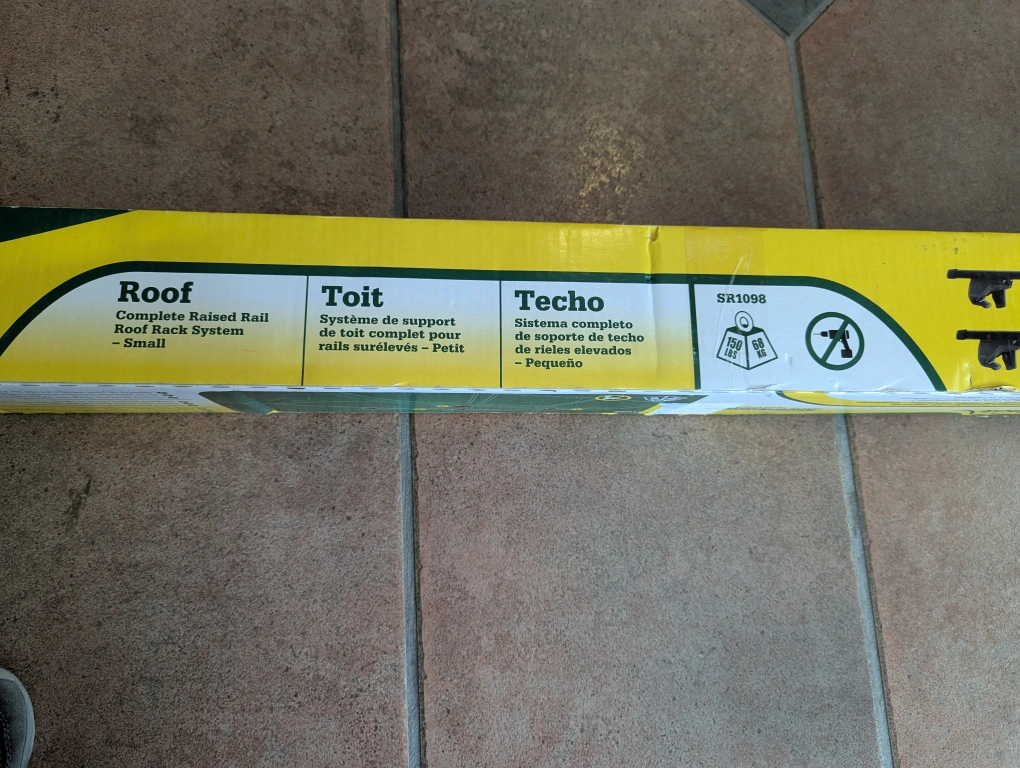 Roof
Complete Raised Rail
Roof Rack System
– Small
Toit
Système de support
de toit complet pour
rails surélevés – Petit
Techo
Sistema completo
de soporte de techo
de rieles elevados
– Pequeño
SR1098
150
LBS
68
KG